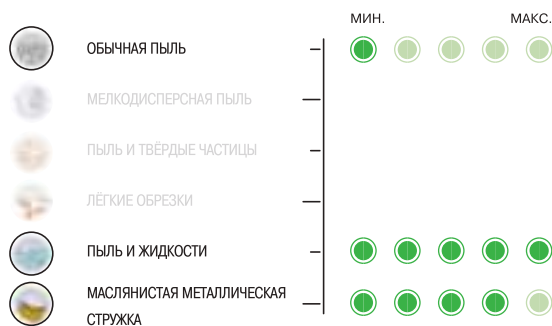 МИН. МАКС.
ОБЫЧНАЯ ПЫЛЬ
МЕЛКОДИСПЕРСНАЯ ПЫЛЬ
ПЫЛЬ И ТВЁРДЫЕ ЧАСТИЦЫ
ЛЁГКИЕ ОБРЕЗКИ
ПЫЛЬ И ЖИДКОСТИ
МАСЛЯНИСТАЯ МЕТАЛЛИЧЕСКАЯ
СТРУЖКА